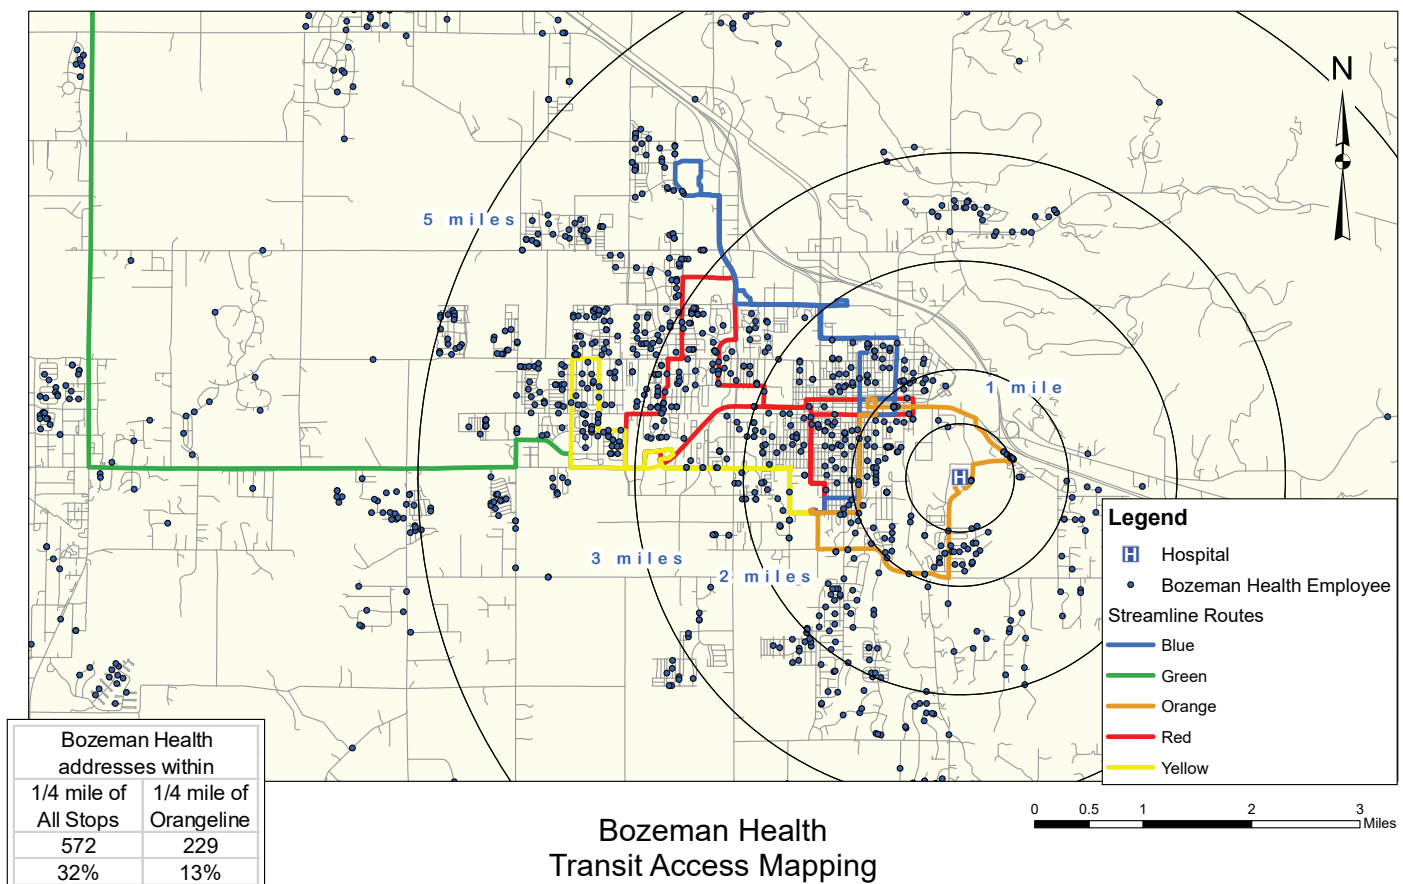 N
5 miles
1 mile
3 miles
2 miles
H
Legend
H Hospital
Bozeman Health Employee
Streamline Routes
Blue
Green
Orange
Red
Yellow
Bozeman Health
addresses within
1/4 mile of 1/4 mile of
All Stops Orangeline
572 229
32% 13%
0 0.5 1 2 3
Miles
Bozeman Health
Transit Access Mapping